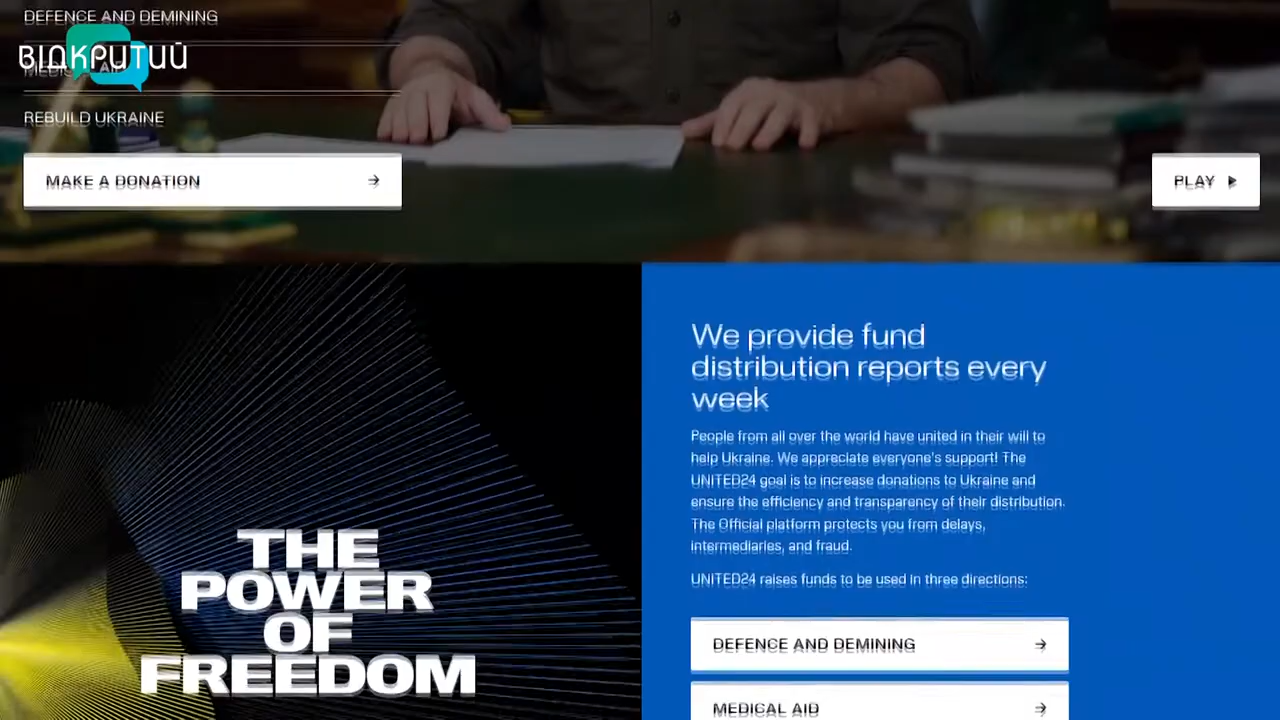 DEFENCE AND DEMINING
ВІДКРИТИЙ
MEDICAL AID
REBUILD UKRAINE
MAKE A DONATION
PLAY
We provide fund
distribution reports every
week
People from all over the world have united in their will to
help Ukraine. We appreciate everyone's support! The
UNITED24 goal is to increase donations to Ukraine and
ensure the efficiency and transparency of their distribution.
The Official platform protects you from delays,
intermediaries, and fraud.
UNITED24 raises funds to be used in three directions:
THE
POWER
OF
FREEDOM
DEFENCE AND DEMINING
MEDICAL AID